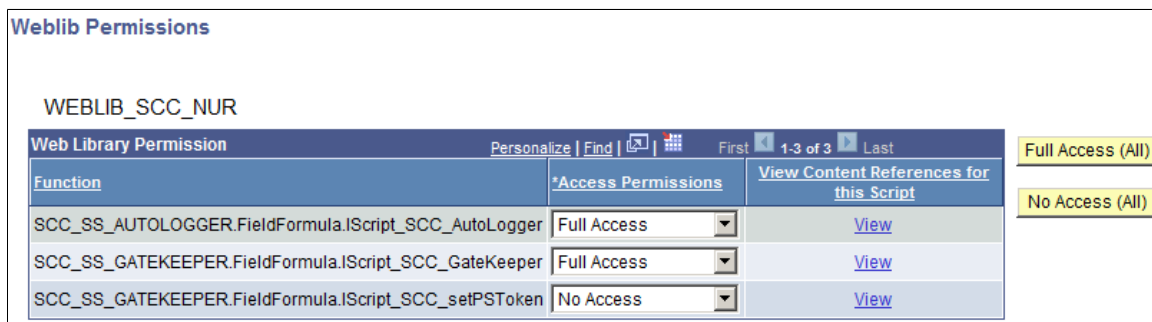 Weblib Permissions
WEBLIB_SCC_NUR
Web Library Permission Personalize | Find | | First 1-3 of 3 Last
Full Access (All)
Function *Access Permissions View Content References for
this Script
No Access (All)
SCC_SS_AUTOLOGGER.FieldFormula.IScript_SCC_AutoLogger Full Access View
SCC_SS_GATEKEEPER.FieldFormula.IScript_SCC_GateKeeper Full Access View
SCC_SS_GATEKEEPER.FieldFormula.IScript_SCC_setPSToken No Access View